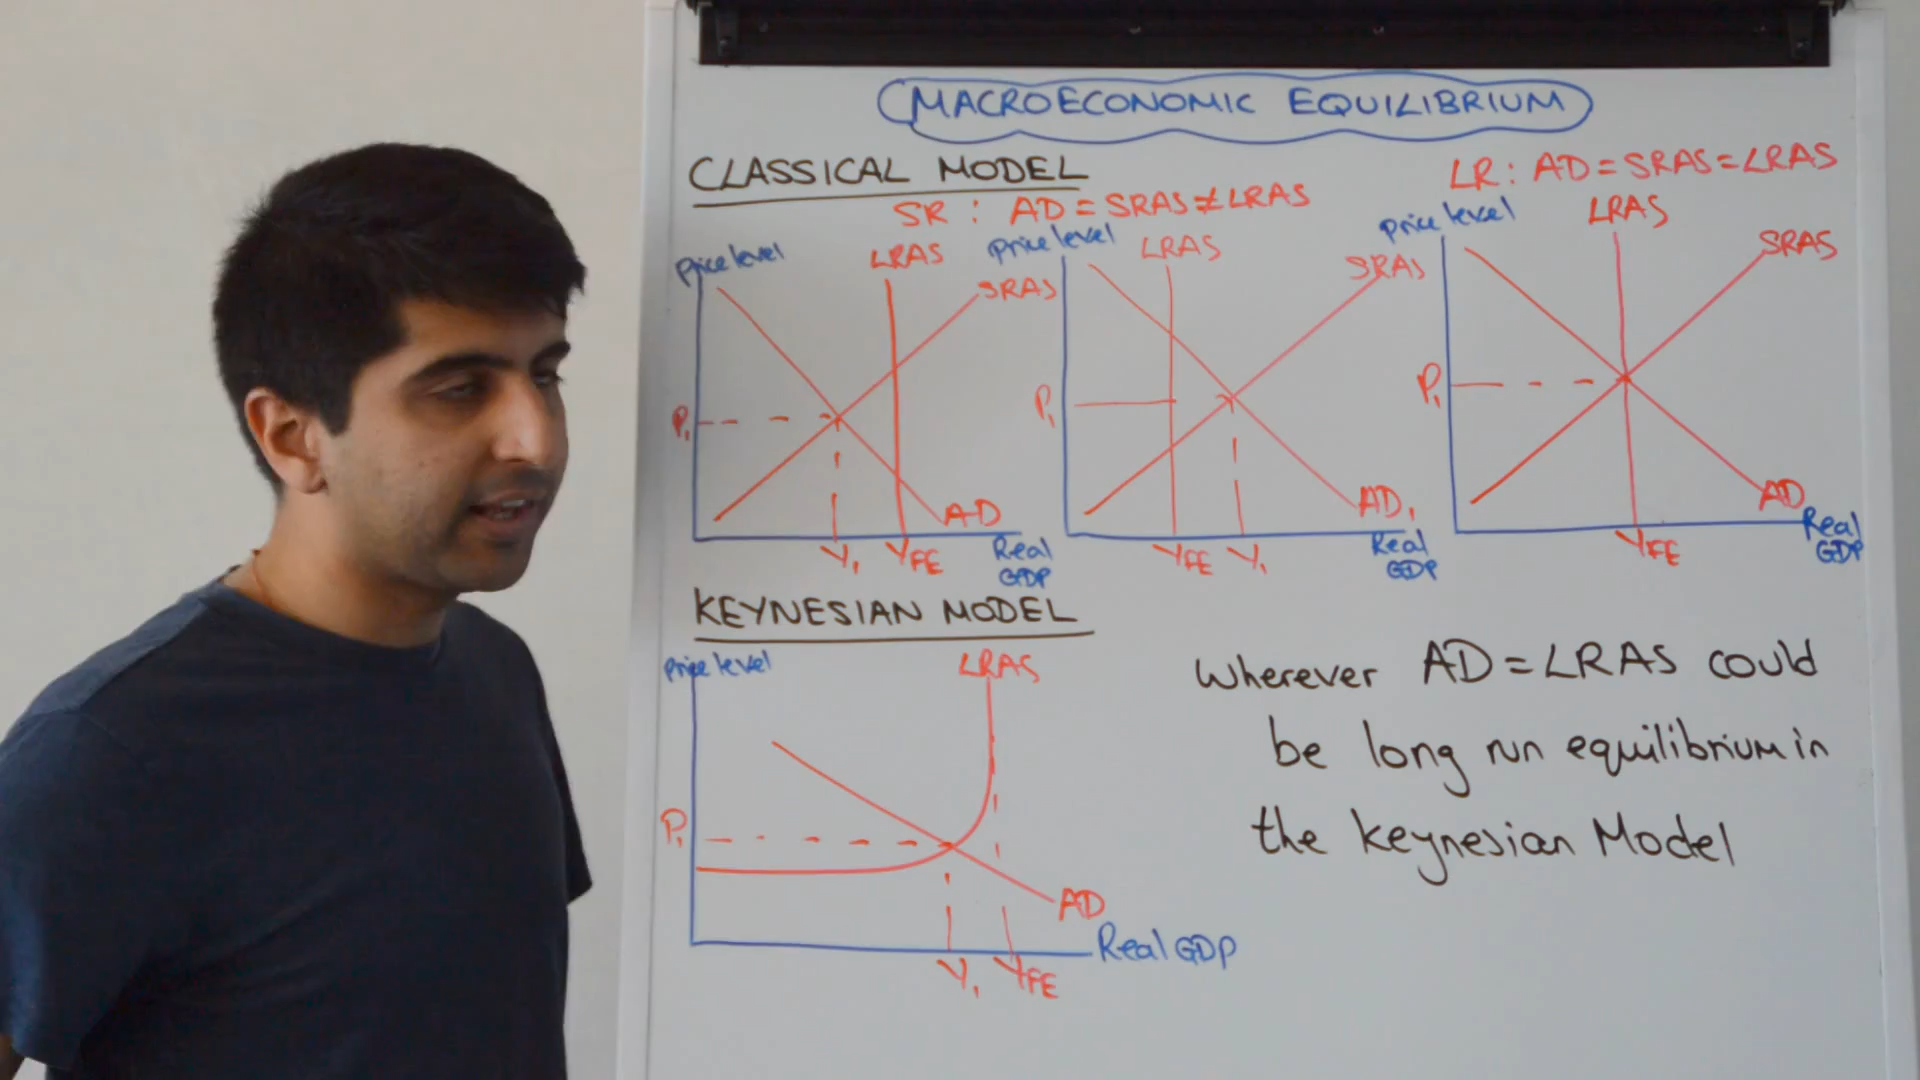 MACROECONOMIC EQUILIBRIUM
CLASSICAL MODEL
SR : AD = SRAS ≠ LRAS
LR : AD = SRAS = LRAS
Price level
LRAS
SRAS
P₁
AD
Y₁
YFE
Real
GDP
Price level
LRAS
SRAS
P₁
AD₁
YFE
Y₁
Real
GDP
Price level
LRAS
SRAS
P₁
AD
YFE
Real
GDP
KEYNESIAN MODEL
Price level
LRAS
P₁
AD
Real GDP
Y₁
YFE
Wherever AD = LRAS could
be long run equilibrium in
the keynesian Model